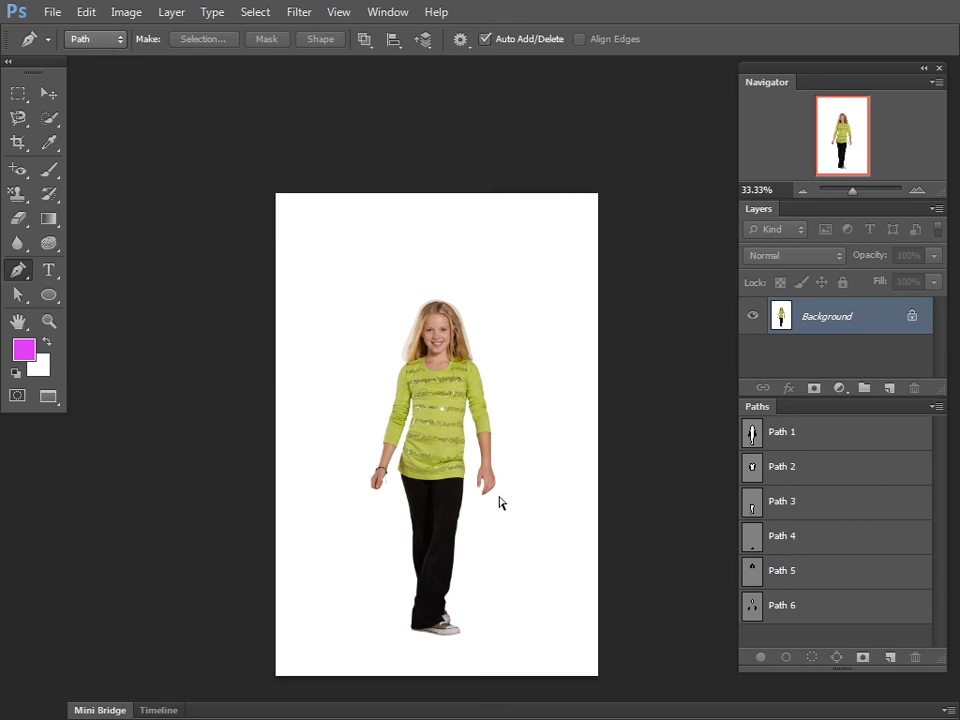 Ps File Edit Image Layer Type Select Filter View Window Help
Path Make: Selection... Mask Shape Auto Add/Delete Align Edges
Navigator
33.33%
Layers
Kind T
Normal Opacity: 100%
Lock: Fill: 100%
Background
fx
Paths
Path 1
Path 2
Path 3
Path 4
Path 5
Path 6
Mini Bridge Timeline